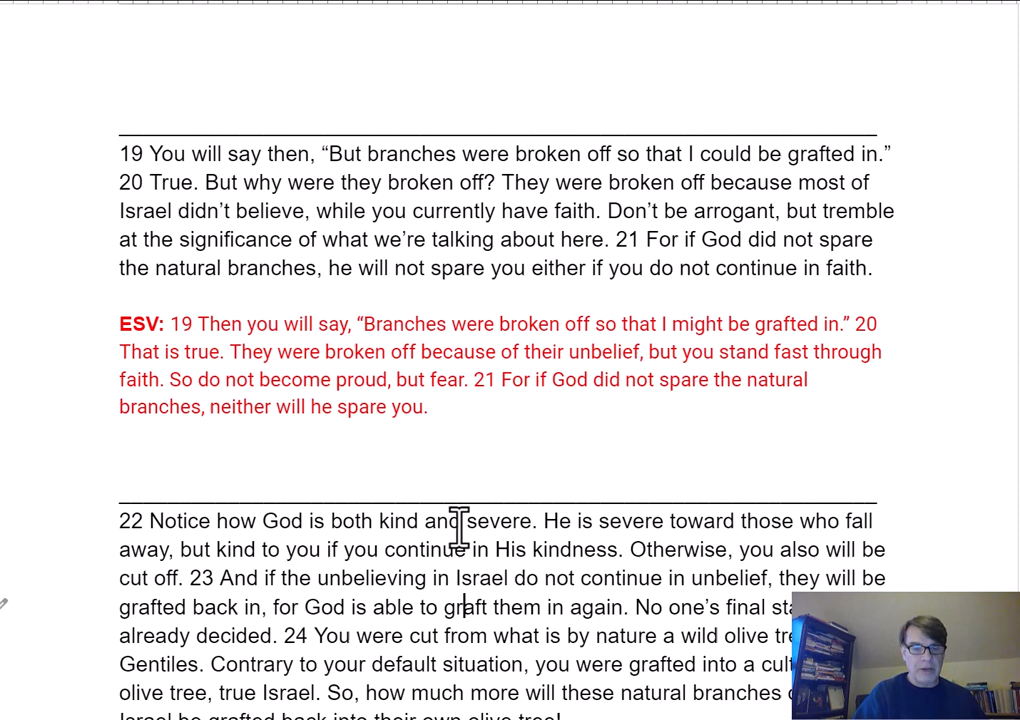 19 You will say then, “But branches were broken off so that I could be grafted in.”
20 True. But why were they broken off? They were broken off because most of
Israel didn’t believe, while you currently have faith. Don’t be arrogant, but tremble
at the significance of what we’re talking about here. 21 For if God did not spare
the natural branches, he will not spare you either if you do not continue in faith.
ESV: 19 Then you will say, “Branches were broken off so that I might be grafted in.” 20
That is true. They were broken off because of their unbelief, but you stand fast through
faith. So do not become proud, but fear. 21 For if God did not spare the natural
branches, neither will he spare you.
22 Notice how God is both kind and severe. He is severe toward those who fall
away, but kind to you if you continue in His kindness. Otherwise, you also will be
cut off. 23 And if the unbelieving in Israel do not continue in unbelief, they will be
grafted back in, for God is able to graft them in again. No one’s final
already decided. 24 You were cut from what is by nature a wild olive
Gentiles. Contrary to your default situation, you were grafted into a
olive tree, true Israel. So, how much more will these natural branches
Israel be grafted back into their own olive tree!